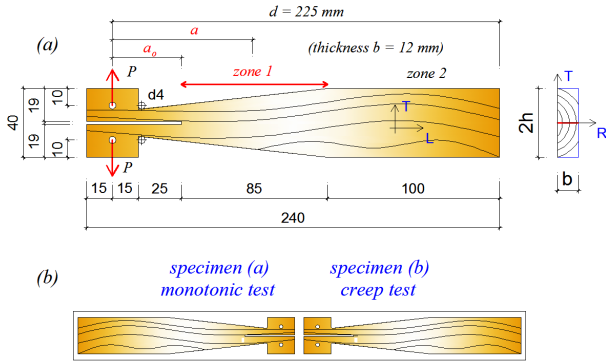 d = 225 mm
(a)
a
a₀
(thickness b = 12 mm)
P
d4
zone 1
zone 2
T
T
10
19
40
19
10
L
2h
R
P
b
15
15
25
85
100
240
(b)
specimen (a)
monotonic test
specimen (b)
creep test